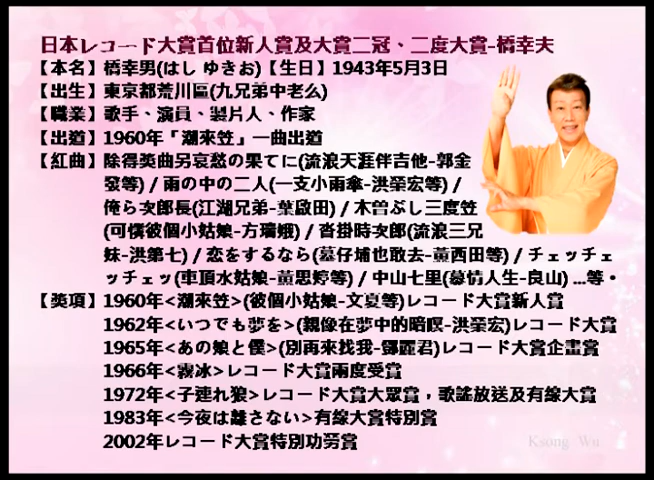 日本レコード大賞首位新人賞及大賞二冠、二度大賞-橋幸夫
【本名】橋幸男(はし ゆきお)【生日】1943年5月3日
【出生】東京都荒川區(九兄弟中老么)
【職業】歌手、演員、製片人、作家
【出道】1960年「潮來笠」一曲出道
【紅曲】除得獎曲另哀愁の果てに(流浪天涯伴吉他-郭金
發等) / 雨の中の二人(一支小雨傘-洪榮宏等) /
俺ら次郎長(江湖兄弟-葉啟田) / 木曽ぶし三度笠
(可憐彼個小姑娘-方瑞娥) / 沓掛時次郎(流浪三兄
妹-洪第七) / 恋をするなら(墓仔埔也敢去-葉西田等) / チェッチェ
ッチェッ(車頂水姑娘-董思婷等) / 中山七里(慕情人生-良山) ...等。
【獎項】1960年<潮來笠>(彼個小姑娘-文夏等)レコード大賞新人賞
1962年<いつでも夢を>(親像在夢中的暗暝-洪榮宏)レコード大賞
1965年<あの娘と僕>(別再來找我-鄧麗君)レコード大賞企畫賞
1966年<霧氷>レコード大賞兩度受賞
1972年<子連れ狼>レコード大賞大眾賞，歌謠放送及有線大賞
1983年<今夜は離さない>有線大賞特別賞
2002年レコード大賞特別功勞賞
Ksong Wu